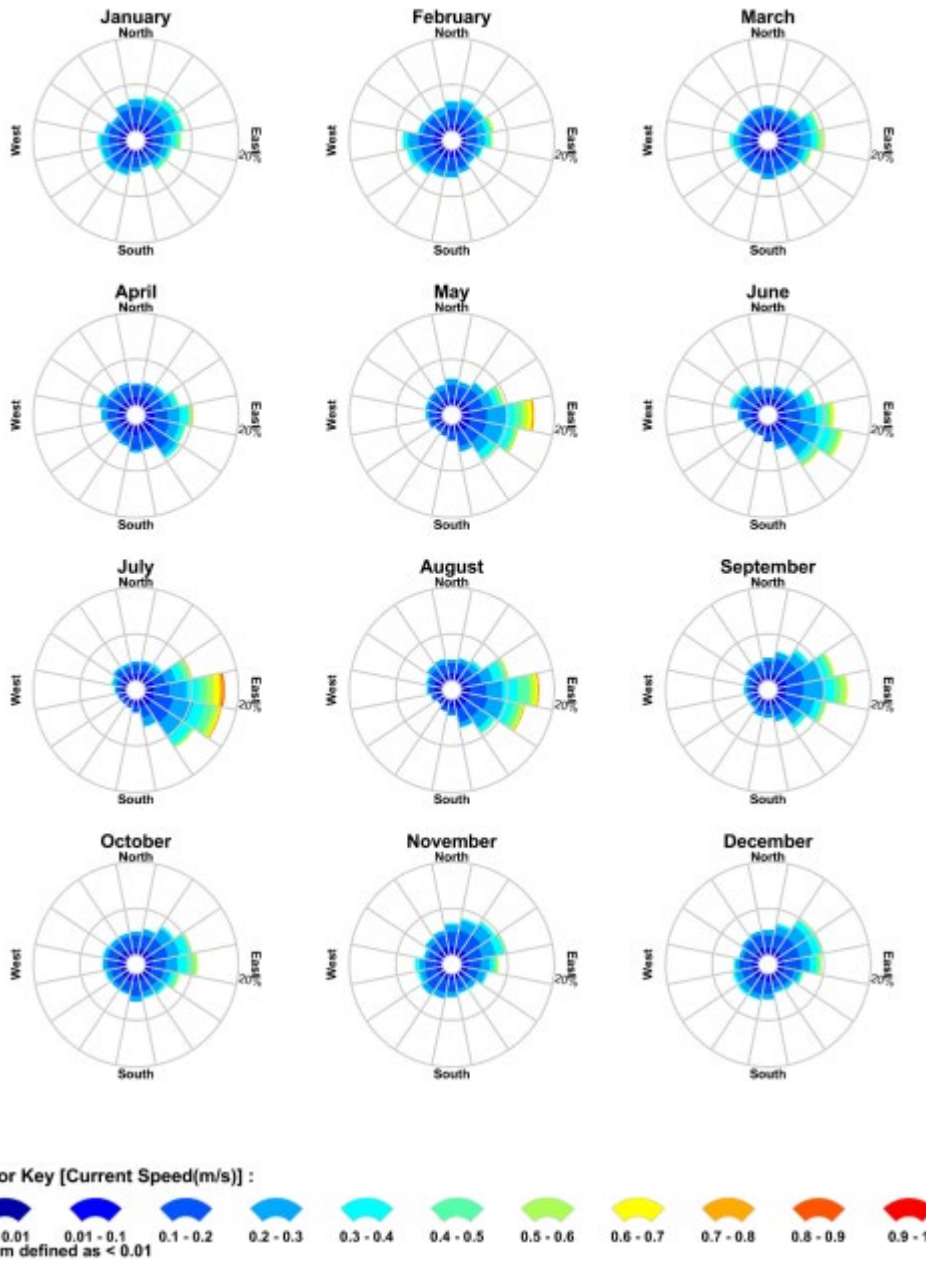 January February March
North North North
West East West East West East
20% 20% 20%
South South South
April May June
North North North
West East West East West East
20% 20% 20%
South South South
July August September
North North North
West East West East West East
20% 20% 20%
South South South
October November December
North North North
West East West East West East
20% 20% 20%
South South South
or Key [Current Speed(m/s)] :
0.01 0.01 - 0.1 0.1 - 0.2 0.2 - 0.3 0.3 - 0.4 0.4 - 0.5 0.5 - 0.6 0.6 - 0.7 0.7 - 0.8 0.8 - 0.9 0.9 - 1
m defined as < 0.01